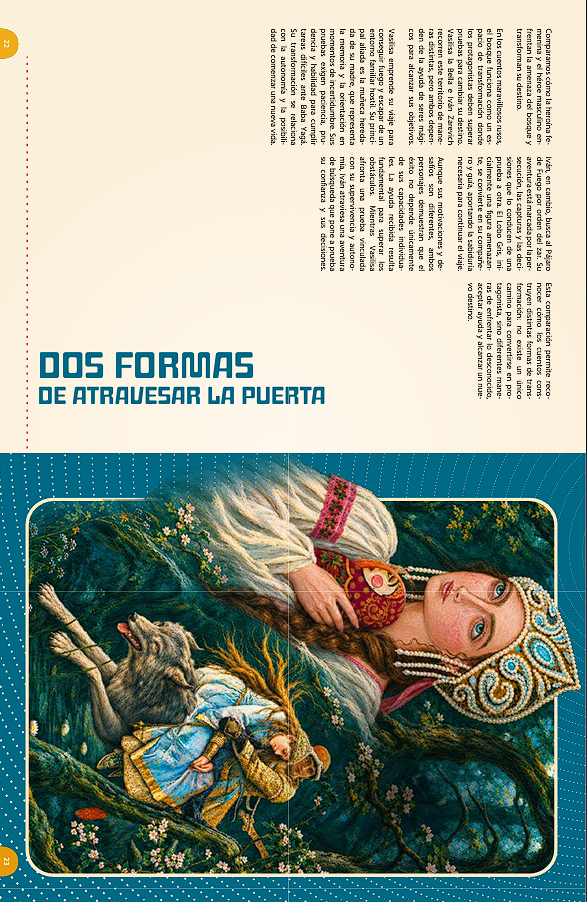 DOS FORMAS
DE ATRAVESAR LA PUERTA
Comparamos cómo la heroína fe-
menina y el héroe masculino en-
frentan la amenaza del bosque y
transforman su destino.
En los cuentos maravillosos rusos,
el bosque funciona como un es-
pacio de transformación donde
los protagonistas deben superar
pruebas para cambiar su destino.
Vasilisa la Bella e Iván Zarevich
recorren este territorio de mane-
ras distintas, pero ambos depen-
den de la ayuda de seres mági-
cos para alcanzar sus objetivos.
Vasilisa emprende su viaje para
conseguir fuego y escapar de un
entorno familiar hostil. Su princi-
pal aliada es la muñeca hereda-
da de su madre, que representa
la memoria y la orientación en
momentos de incertidumbre. Sus
pruebas exigen paciencia, pru-
dencia y habilidad para cumplir
tareas difíciles ante Baba Yagá.
Su transformación se relaciona
con la autonomía y la posibili-
dad de comenzar una nueva vida.
Iván, en cambio, busca al Pájaro
de Fuego por orden del zar. Su
aventura está marcada por la per-
secución, las capturas y las deci-
siones que lo conducen de una
prueba a otra. El Lobo Gris, ini-
cialmente una figura amenazan-
te, se convierte en su compañe-
ro y guía, aportando la sabiduría
necesaria para continuar el viaje.
Aunque sus motivaciones y de-
safíos son diferentes, ambos
personajes demuestran que el
éxito no depende únicamente
de sus capacidades individua-
les. La ayuda recibida resulta
fundamental para superar los
obstáculos. Mientras Vasilisa
afronta una prueba vinculada
con su supervivencia y autono-
mía, Iván atraviesa una aventura
de búsqueda que pone a prueba
su confianza y sus decisiones.
Esta comparación permite reco-
nocer cómo los cuentos cons-
truyen distintas formas de trans-
formación: no existe un único
camino para convertirse en pro-
tagonista, sino diferentes mane-
ras de enfrentar lo desconocido,
aceptar ayuda y alcanzar un nue-
vo destino.
22
23